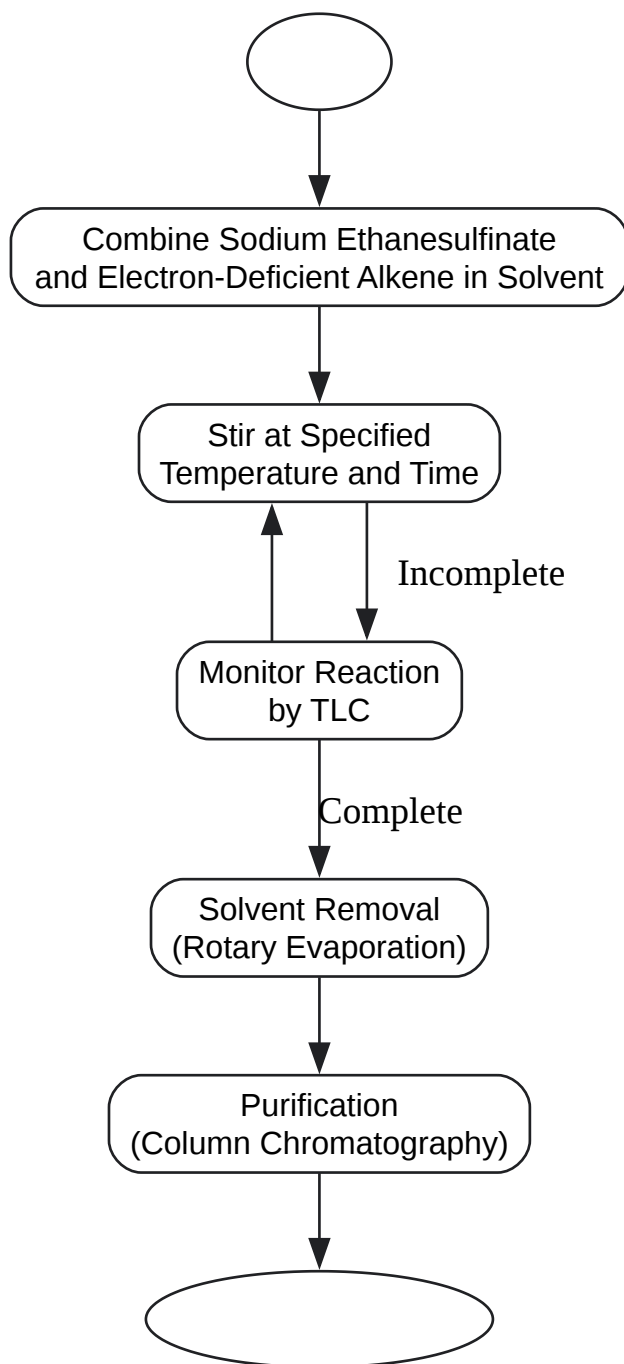 Combine Sodium Ethanesulfinate
and Electron-Deficient Alkene in Solvent
Stir at Specified
Temperature and Time
Incomplete
Monitor Reaction
by TLC
Complete
Solvent Removal
(Rotary Evaporation)
Purification
(Column Chromatography)